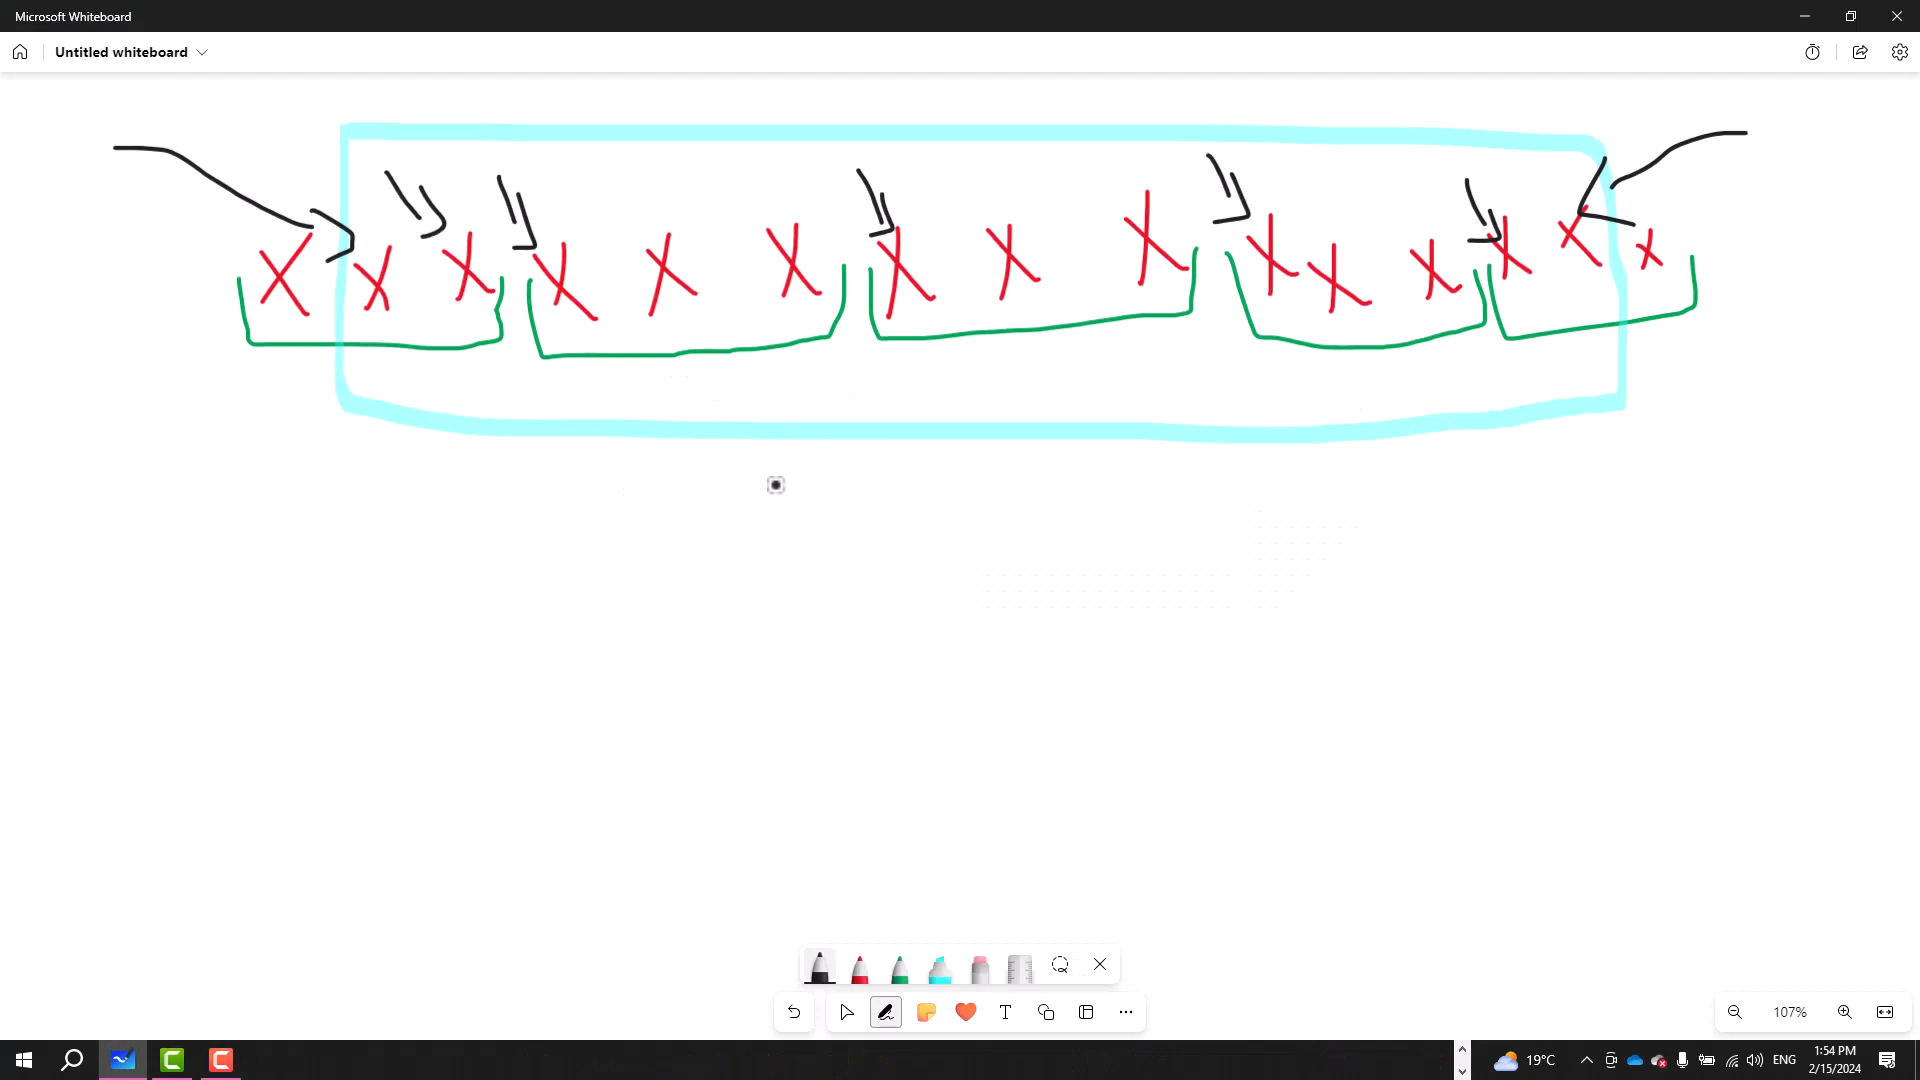 Microsoft Whiteboard
Untitled whiteboard
X X X X X X X X X X X X X X X
T
107%
19°C
ENG
1:54 PM
2/15/2024